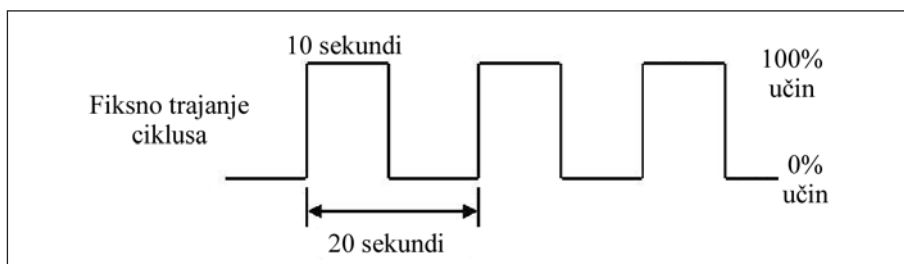 10 sekundi
100%
učin
Fiksno trajanje
ciklusa
0%
učin
20 sekundi